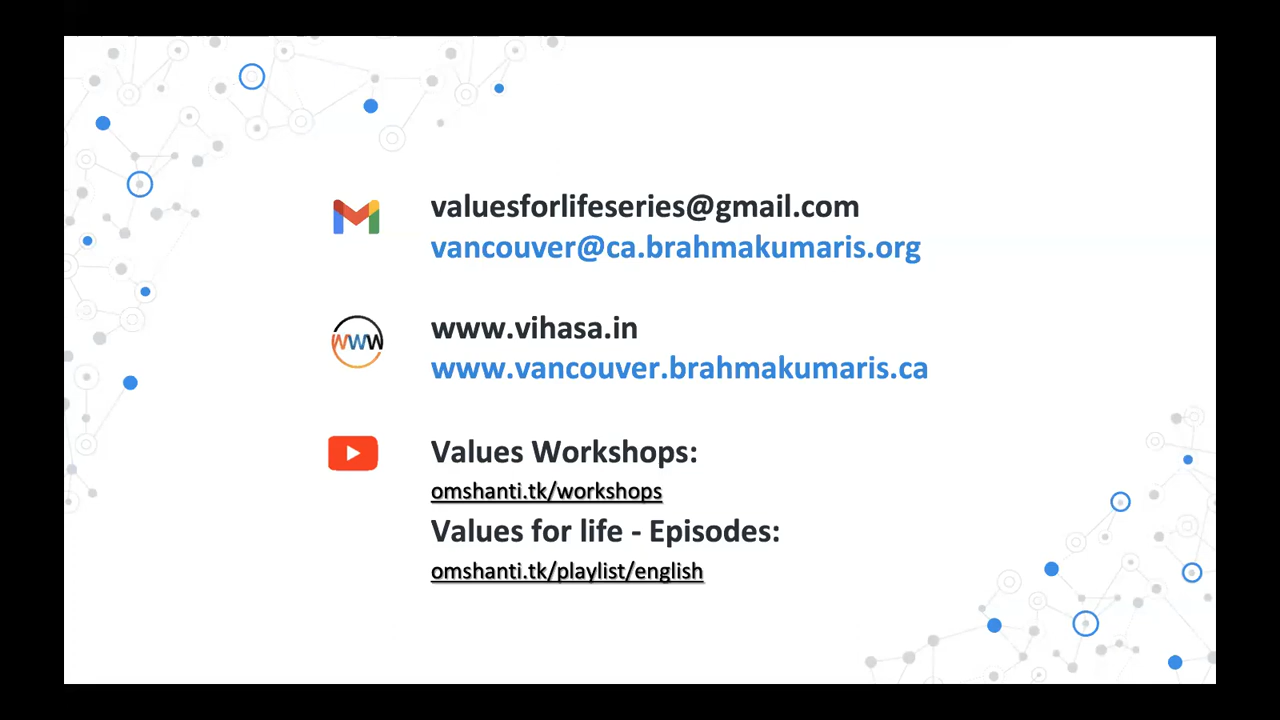 valuesforlifeseries@gmail.com
vancouver@ca.brahmakumaris.org
WWW
www.vihasa.in
www.vancouver.brahmakumaris.ca
Values Workshops:
omshanti.tk/workshops
Values for life - Episodes:
omshanti.tk/playlist/english